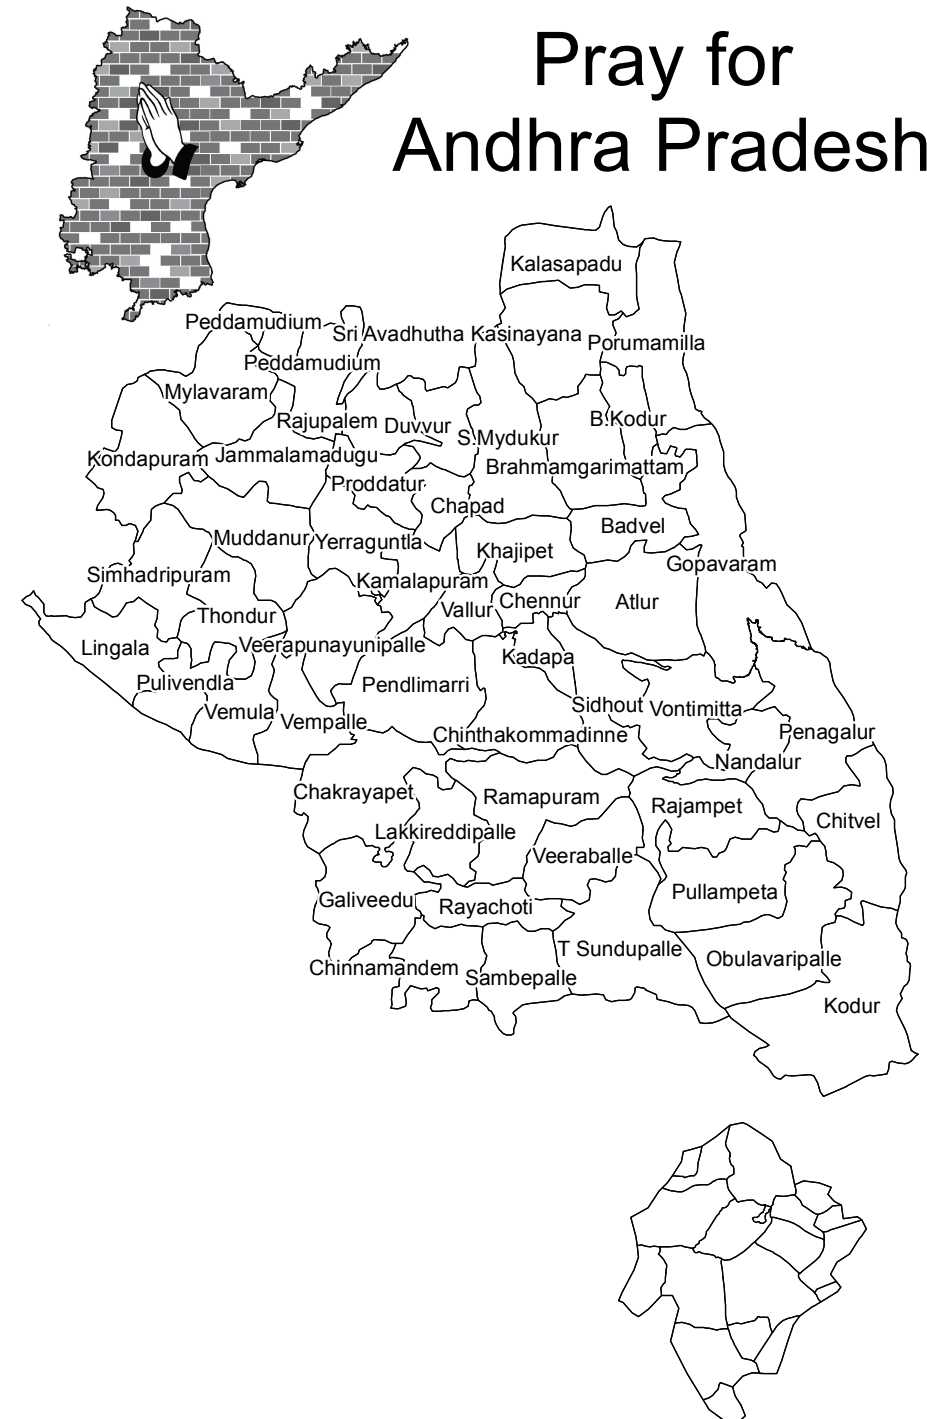 Pray for
Andhra Pradesh
Kalasapadu
Peddamudium
Sri Avadhutha Kasinayana
Porumamilla
Peddamudium
Mylavaram
Rajupalem
Duvvur
B.Kodur
S.Mydukur
Kondapuram
Jammalamadugu
Brahmamgarimattam
Proddatur
Chapad
Badvel
Muddanur
Yerraguntla
Khajipet
Gopavaram
Simhadripuram
Kamalapuram
Vallur
Chennur
Atlur
Thondur
Lingala
Veerapunayunipalle
Kadapa
Pulivendla
Pendlimarri
Sidhout
Vontimitta
Vemula
Vempalle
Chinthakommadinne
Penagalur
Nandalur
Chakrayapet
Ramapuram
Rajampet
Chitvel
Lakkireddipalle
Veeraballe
Galiveedu
Rayachoti
Pullampeta
T Sundupalle
Obulavaripalle
Chinnamandem
Sambepalle
Kodur